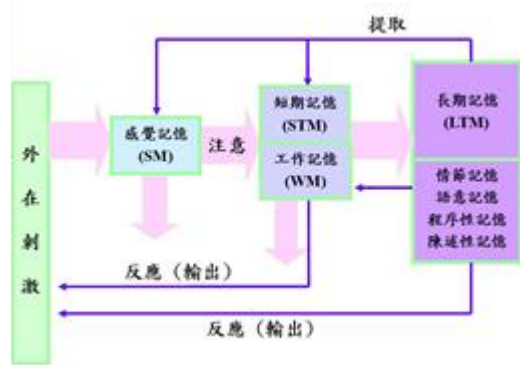 提取
外在刺激
感覺記憶
(SM)
注意
短期記憶
(STM)
工作記憶
(WM)
長期記憶
(LTM)
情節記憶
語意記憶
程序性記憶
陳述性記憶
反應（輸出）
反應（輸出）